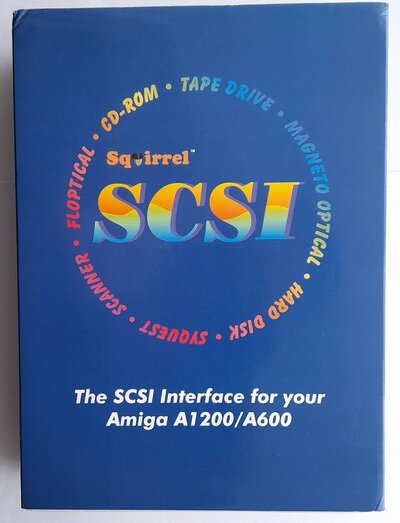 FLOPTICAL • CD-ROM • TAPE DRIVE • MAGNETO OPTICAL • HARD DISK • SYQUEST • SCANNER •
Squirrel™
SCSI
The SCSI Interface for your
Amiga A1200/A600